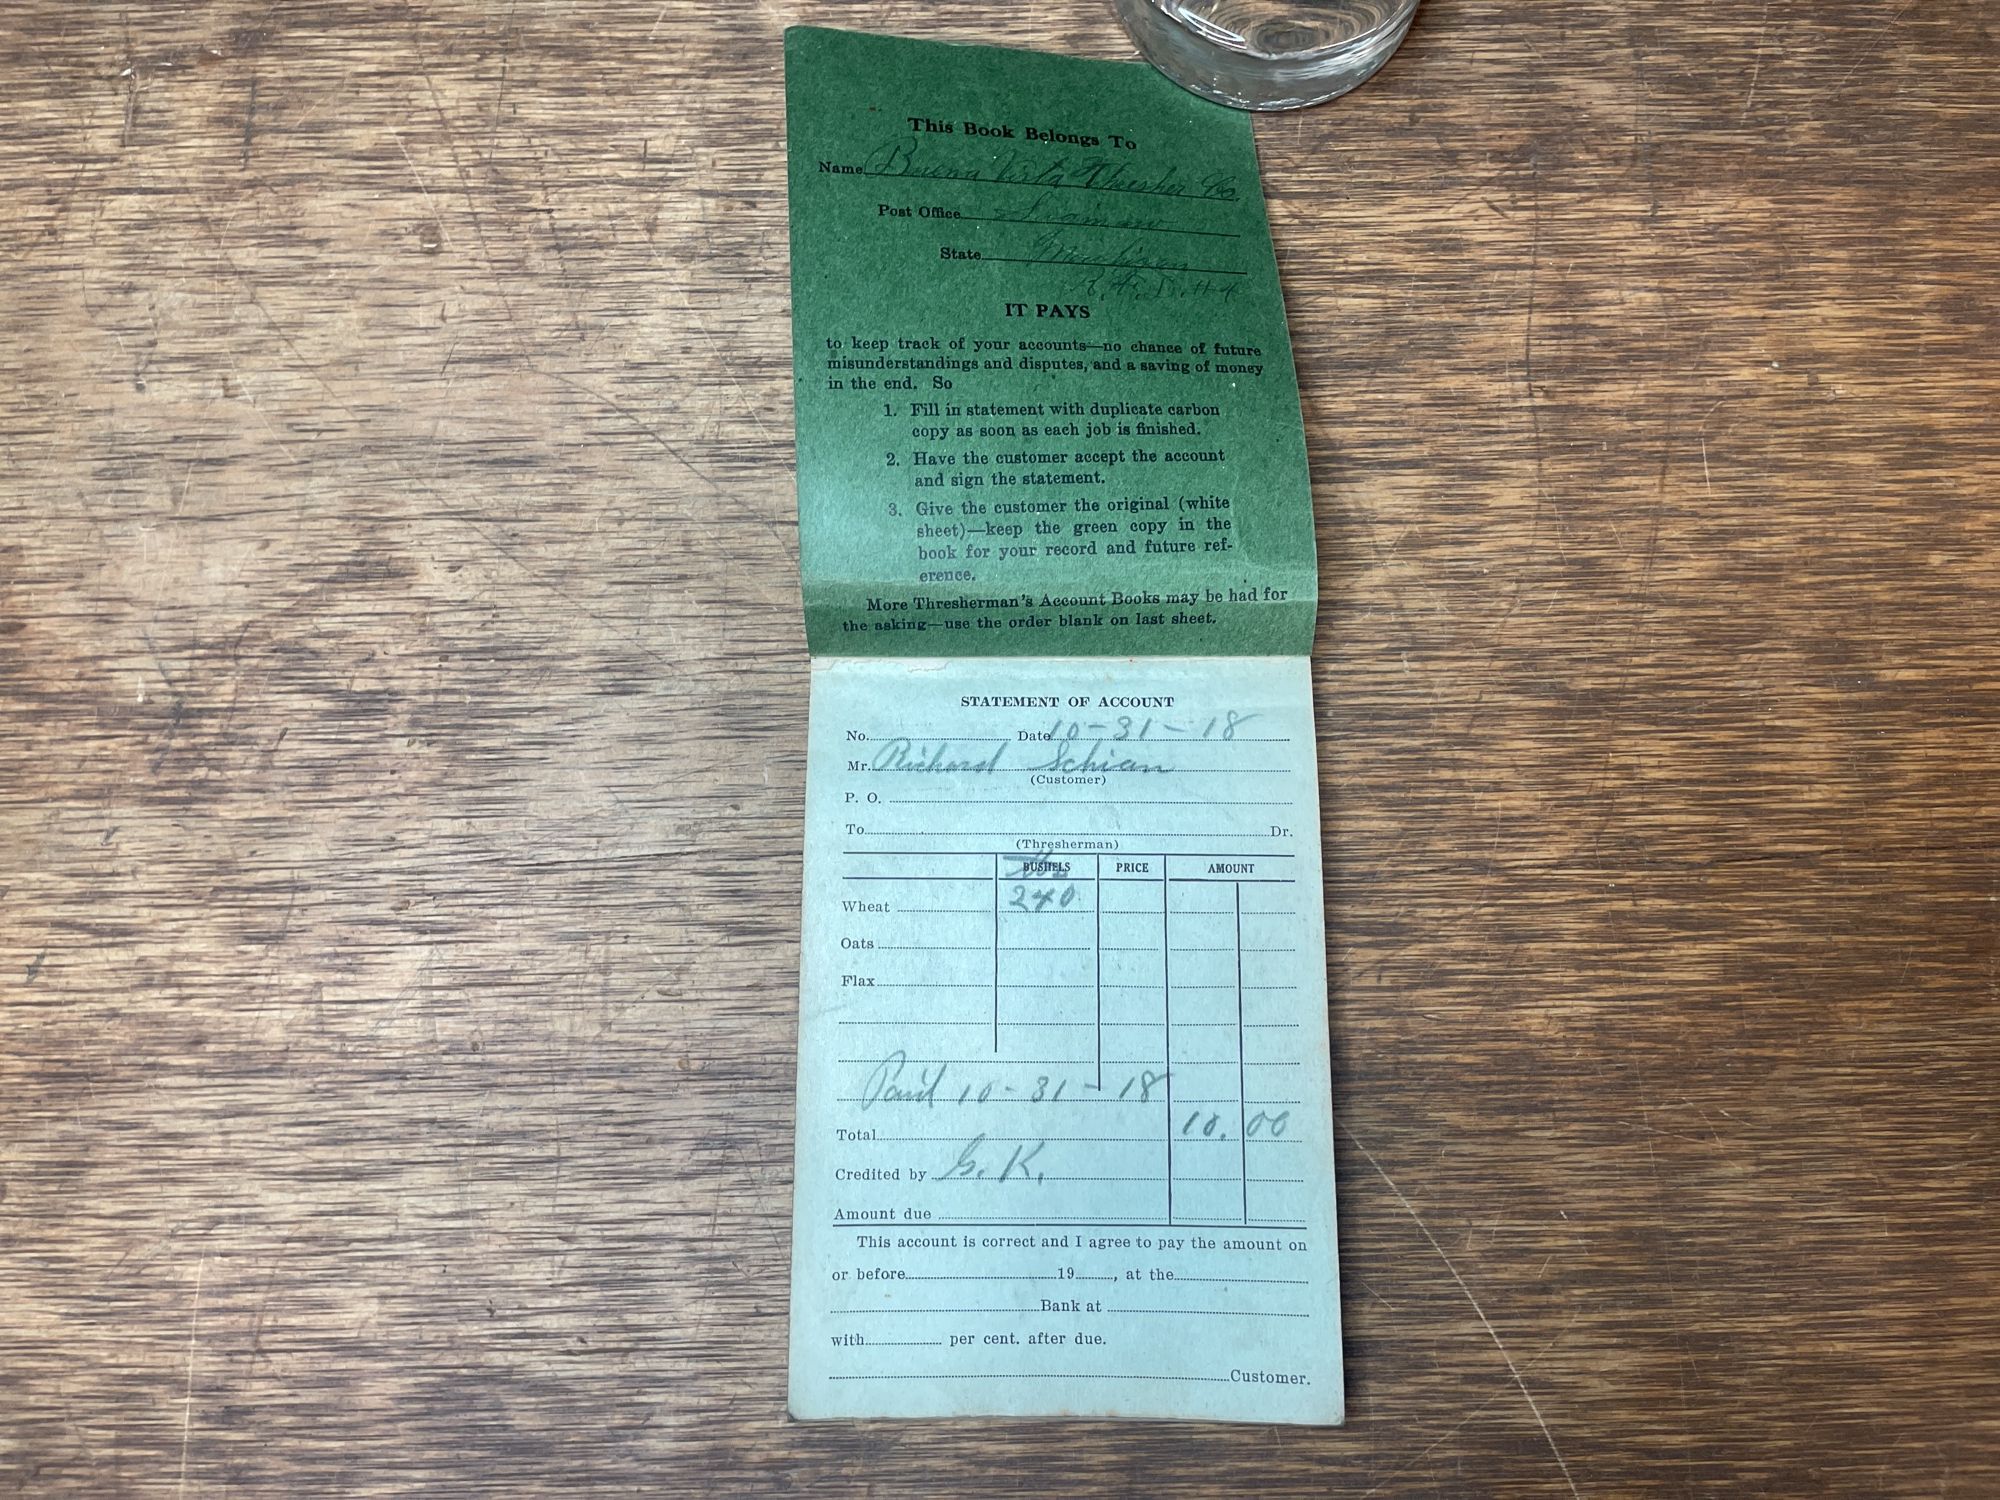 This Book Belongs To
Name Buena Vista Thresher Co.
Post Office
State Michigan
R.F.D. #4
IT PAYS
to keep track of your accounts—no chance of future
misunderstandings and disputes, and a saving of money
in the end. So
1. Fill in statement with duplicate carbon
copy as soon as each job is finished.
2. Have the customer accept the account
and sign the statement.
3. Give the customer the original (white
sheet)—keep the green copy in the
book for your record and future ref-
erence.
More Thresherman's Account Books may be had for
the asking—use the order blank on last sheet.
STATEMENT OF ACCOUNT
No. Date 10-31-18
Mr. Richard Schian
(Customer)
P. O.
To Dr.
(Thresherman)
BUSHELS PRICE AMOUNT
Wheat 240
Oats
Flax
Paid 10-31-18
Total 10.00
Credited by G. K.
Amount due
This account is correct and I agree to pay the amount on
or before 19 , at the
Bank at
with per cent. after due.
Customer.